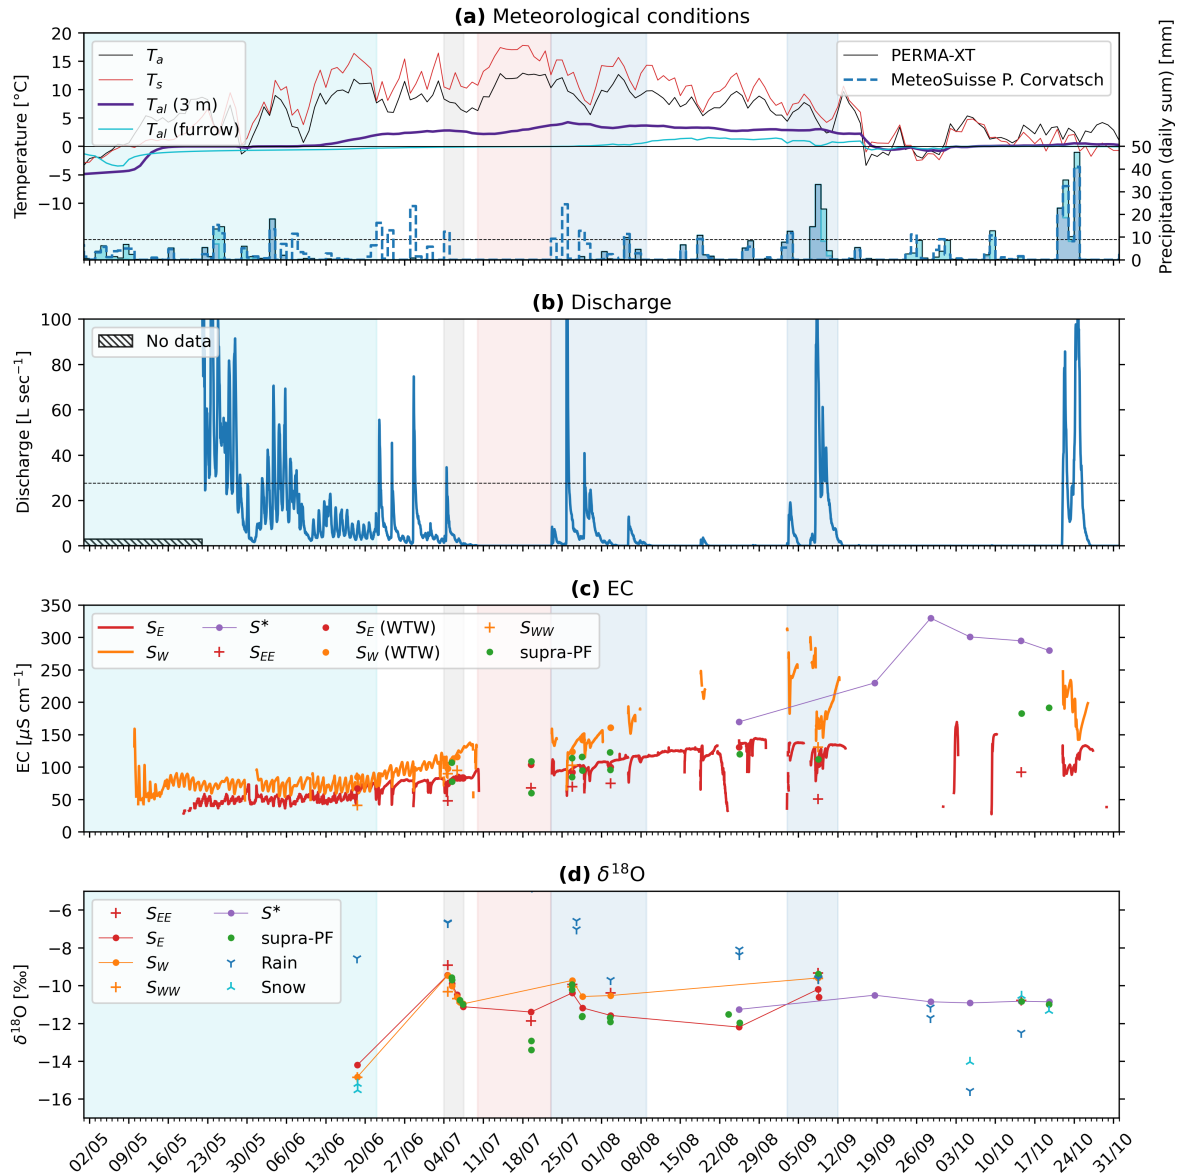 (a) Meteorological conditions
20
15
10
5
0
−5
−10
Temperature [°C]
T_a
T_s
T_al (3 m)
T_al (furrow)
PERMA-XT
MeteoSuisse P. Corvatsch
50
40
30
20
10
0
Precipitation (daily sum) [mm]
(b) Discharge
100
80
60
40
20
0
Discharge [L sec⁻¹]
No data
(c) EC
350
300
250
200
150
100
50
0
EC [μS cm⁻¹]
S_E S* S_E (WTW) S_WW
S_W S_EE S_W (WTW) supra-PF
(d) δ¹⁸O
−6
−8
−10
−12
−14
−16
δ¹⁸O [‰]
S_EE S*
S_E supra-PF
S_W Rain
S_WW Snow
02/05 09/05 16/05 23/05 30/05 06/06 13/06 20/06 27/06 04/07 11/07 18/07 25/07 01/08 08/08 15/08 22/08 29/08 05/09 12/09 19/09 26/09 03/10 10/10 17/10 24/10 31/10